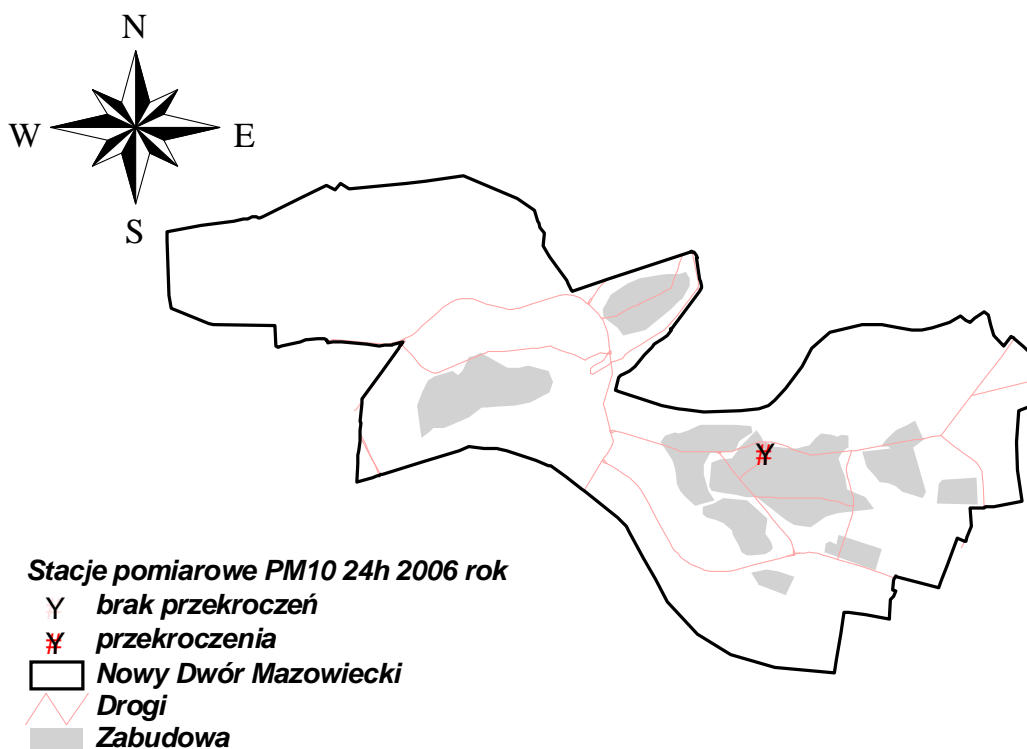 N
W E
S
Stacje pomiarowe PM10 24h 2006 rok
Y brak przekroczeń
¥ przekroczenia
Nowy Dwór Mazowiecki
Drogi
Zabudowa